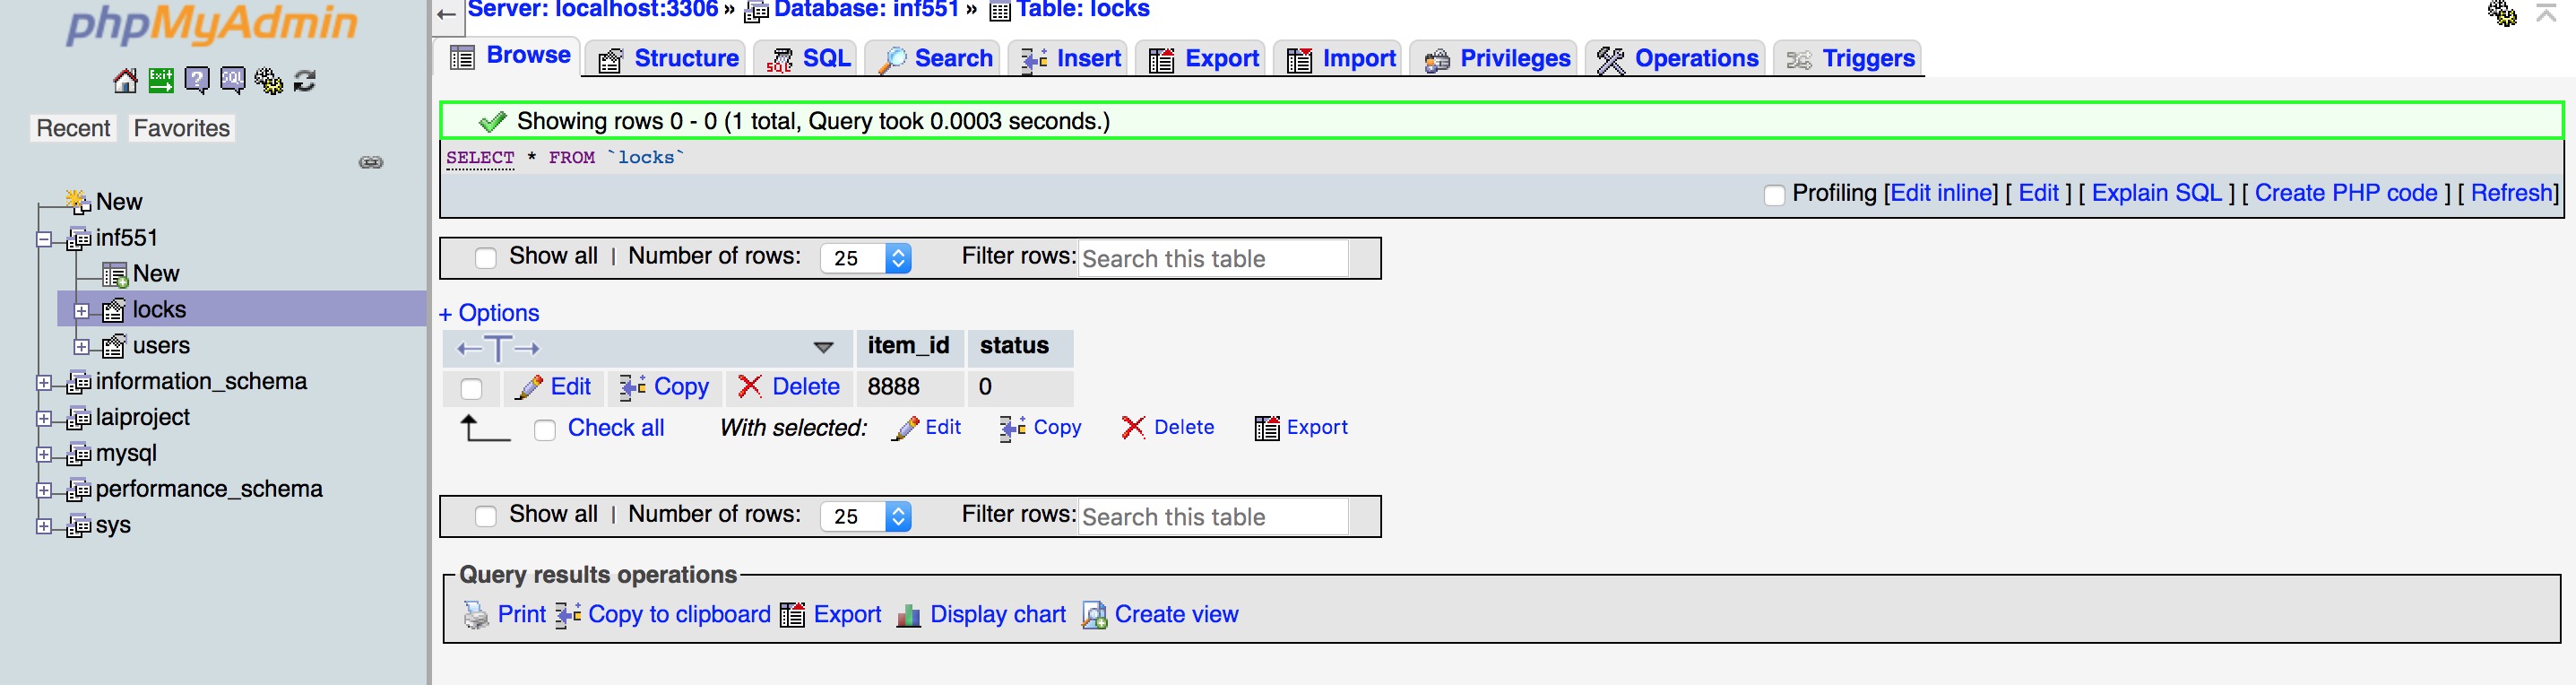 phpMyAdmin
Exit
SQL
Recent Favorites
New
inf551
New
locks
users
information_schema
laiproject
mysql
performance_schema
sys
Server: localhost:3306 » Database: inf551 » Table: locks
Browse Structure SQL Search Insert Export Import Privileges Operations Triggers
Showing rows 0 - 0 (1 total, Query took 0.0003 seconds.)
SELECT * FROM `locks`
Profiling [Edit inline] [ Edit ] [ Explain SQL ] [ Create PHP code ] [ Refresh]
Show all | Number of rows: 25 Filter rows: Search this table
+ Options
←T→ item_id status
Edit Copy Delete 8888 0
Check all With selected: Edit Copy Delete Export
Show all | Number of rows: 25 Filter rows: Search this table
Query results operations
Print Copy to clipboard Export Display chart Create view